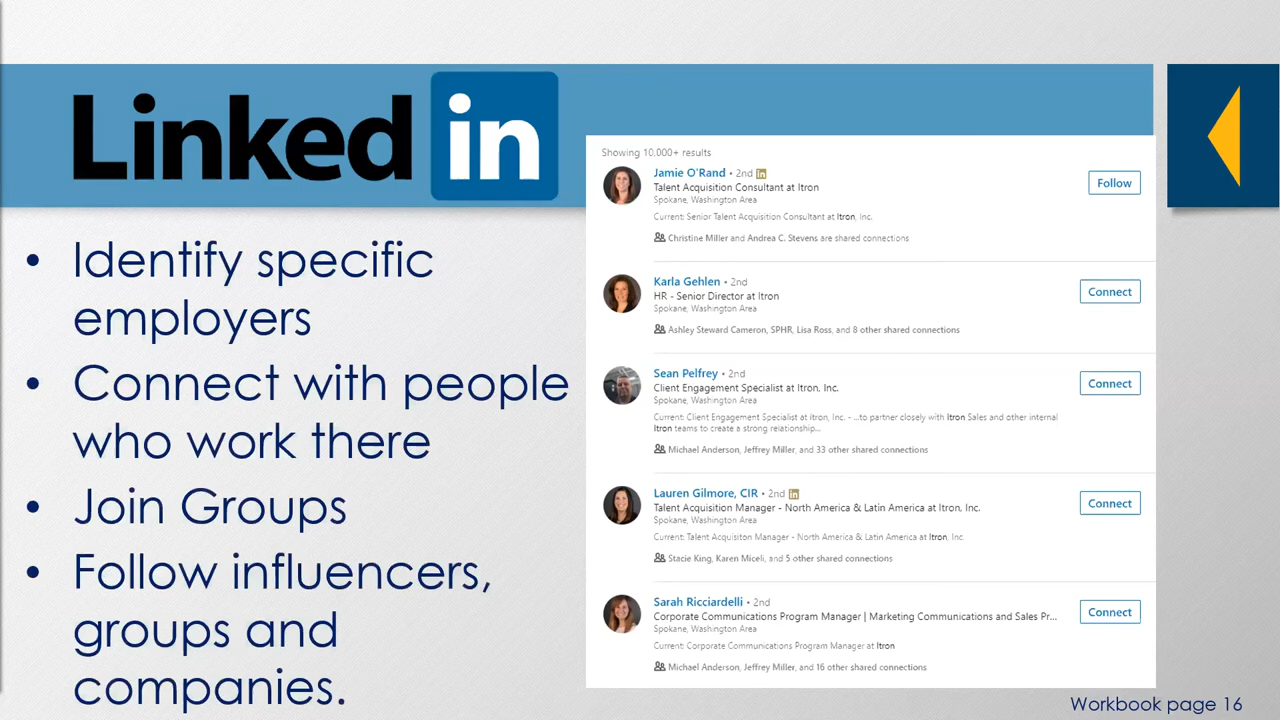 Linked in
• Identify specific
employers
• Connect with people
who work there
• Join Groups
• Follow influencers,
groups and
companies.
Showing 10,000+ results
Jamie O'Rand • 2nd in
Talent Acquisition Consultant at Itron
Spokane, Washington Area
Current: Senior Talent Acquisition Consultant at Itron, Inc.
Christine Miller and Andrea C. Stevens are shared connections
Follow
Karla Gehlen • 2nd
HR - Senior Director at Itron
Spokane, Washington Area
Ashley Steward Cameron, SPHR, Lisa Ross, and 8 other shared connections
Connect
Sean Pelfrey • 2nd
Client Engagement Specialist at Itron, Inc.
Spokane, Washington Area
Current: Client Engagement Specialist at Itron, Inc. - ...to partner closely with Itron Sales and other internal
Itron teams to create a strong relationship...
Michael Anderson, Jeffrey Miller, and 33 other shared connections
Connect
Lauren Gilmore, CIR • 2nd in
Talent Acquisition Manager - North America & Latin America at Itron, Inc.
Spokane, Washington Area
Current: Talent Acquisiton Manager - North America & Latin America at Itron, Inc.
Stacie King, Karen Miceli, and 5 other shared connections
Connect
Sarah Ricciardelli • 2nd
Corporate Communications Program Manager | Marketing Communications and Sales Pr...
Spokane, Washington Area
Current: Corporate Communications Program Manager at Itron
Michael Anderson, Jeffrey Miller, and 16 other shared connections
Connect
Workbook page 16